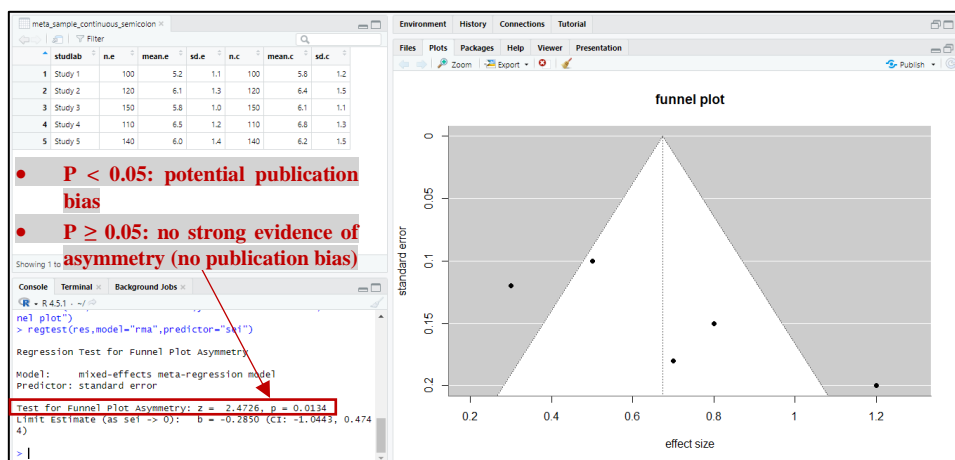 meta_sample_continuous_semicolon ×
Filter
studlab n.e mean.e sd.e n.c mean.c sd.c
1 Study 1 100 5.2 1.1 100 5.8 1.2
2 Study 2 120 6.1 1.3 120 6.4 1.5
3 Study 3 150 5.8 1.0 150 6.1 1.1
4 Study 4 110 6.5 1.2 110 6.8 1.3
5 Study 5 140 6.0 1.4 140 6.2 1.5
• P < 0.05: potential publication
bias
• P ≥ 0.05: no strong evidence of
asymmetry (no publication bias)
Showing 1 to
Console Terminal × Background Jobs ×
R 4.5.1 · ~/
nel plot")
> regtest(res,model="rma",predictor="sei")
Regression Test for Funnel Plot Asymmetry
Model: mixed-effects meta-regression model
Predictor: standard error
Test for Funnel Plot Asymmetry: z = 2.4726, p = 0.0134
Limit Estimate (as sei -> 0): b = -0.2850 (CI: -1.0443, 0.474
4)
>
Environment History Connections Tutorial
Files Plots Packages Help Viewer Presentation
Zoom Export Publish
funnel plot
standard error
0
0.05
0.1
0.15
0.2
0.2 0.4 0.6 0.8 1 1.2
effect size